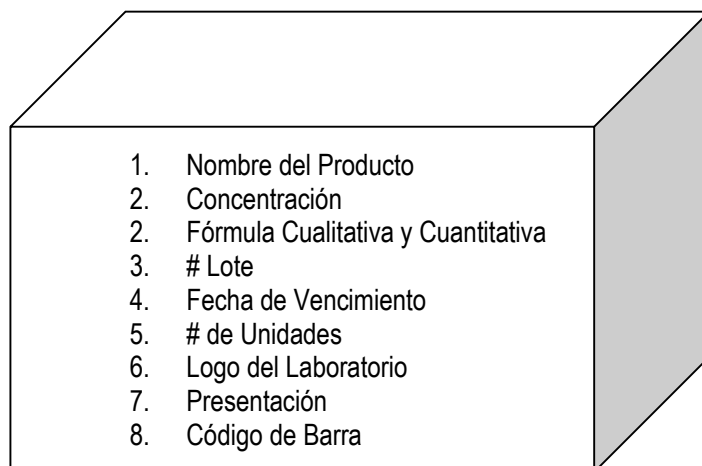 1. Nombre del Producto
2. Concentración
2. Fórmula Cualitativa y Cuantitativa
3. # Lote
4. Fecha de Vencimiento
5. # de Unidades
6. Logo del Laboratorio
7. Presentación
8. Código de Barra